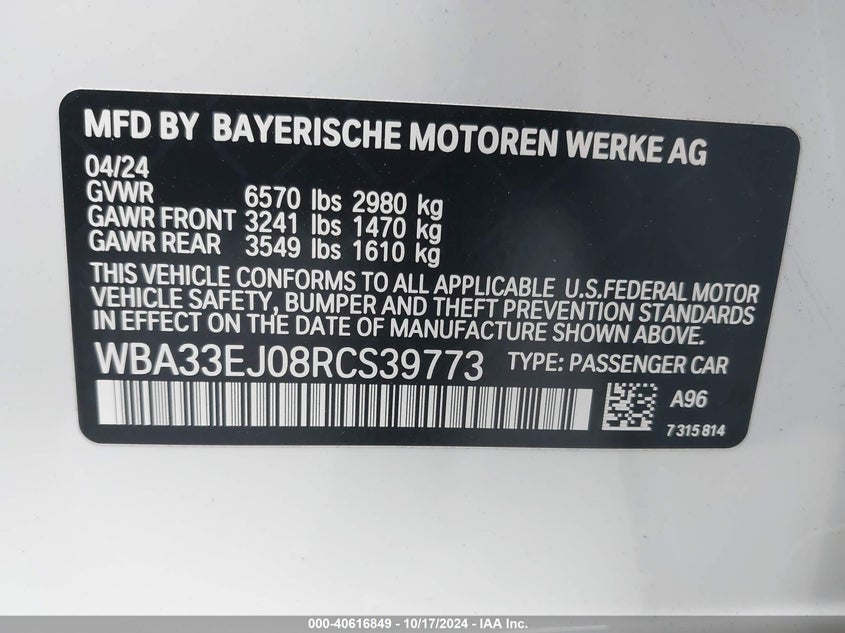 MFD BY BAYERISCHE MOTOREN WERKE AG
04/24
GVWR 6570 lbs 2980 kg
GAWR FRONT 3241 lbs 1470 kg
GAWR REAR 3549 lbs 1610 kg
THIS VEHICLE CONFORMS TO ALL APPLICABLE U.S.FEDERAL MOTOR
VEHICLE SAFETY, BUMPER AND THEFT PREVENTION STANDARDS
IN EFFECT ON THE DATE OF MANUFACTURE SHOWN ABOVE.
WBA33EJ08RCS39773 TYPE: PASSENGER CAR
A96
7 315 814
000-40616849 - 10/17/2024 - IAA Inc.